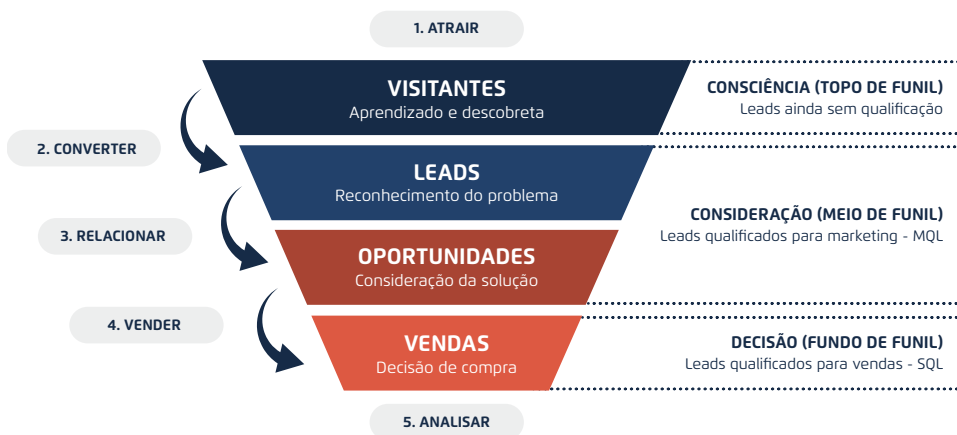 1. ATRAIR
VISITANTES
Aprendizado e descobreta
CONSCIÊNCIA (TOPO DE FUNIL)
Leads ainda sem qualificação
2. CONVERTER
LEADS
Reconhecimento do problema
3. RELACIONAR
OPORTUNIDADES
Consideração da solução
CONSIDERAÇÃO (MEIO DE FUNIL)
Leads qualificados para marketing - MQL
4. VENDER
VENDAS
Decisão de compra
DECISÃO (FUNDO DE FUNIL)
Leads qualificados para vendas - SQL
5. ANALISAR